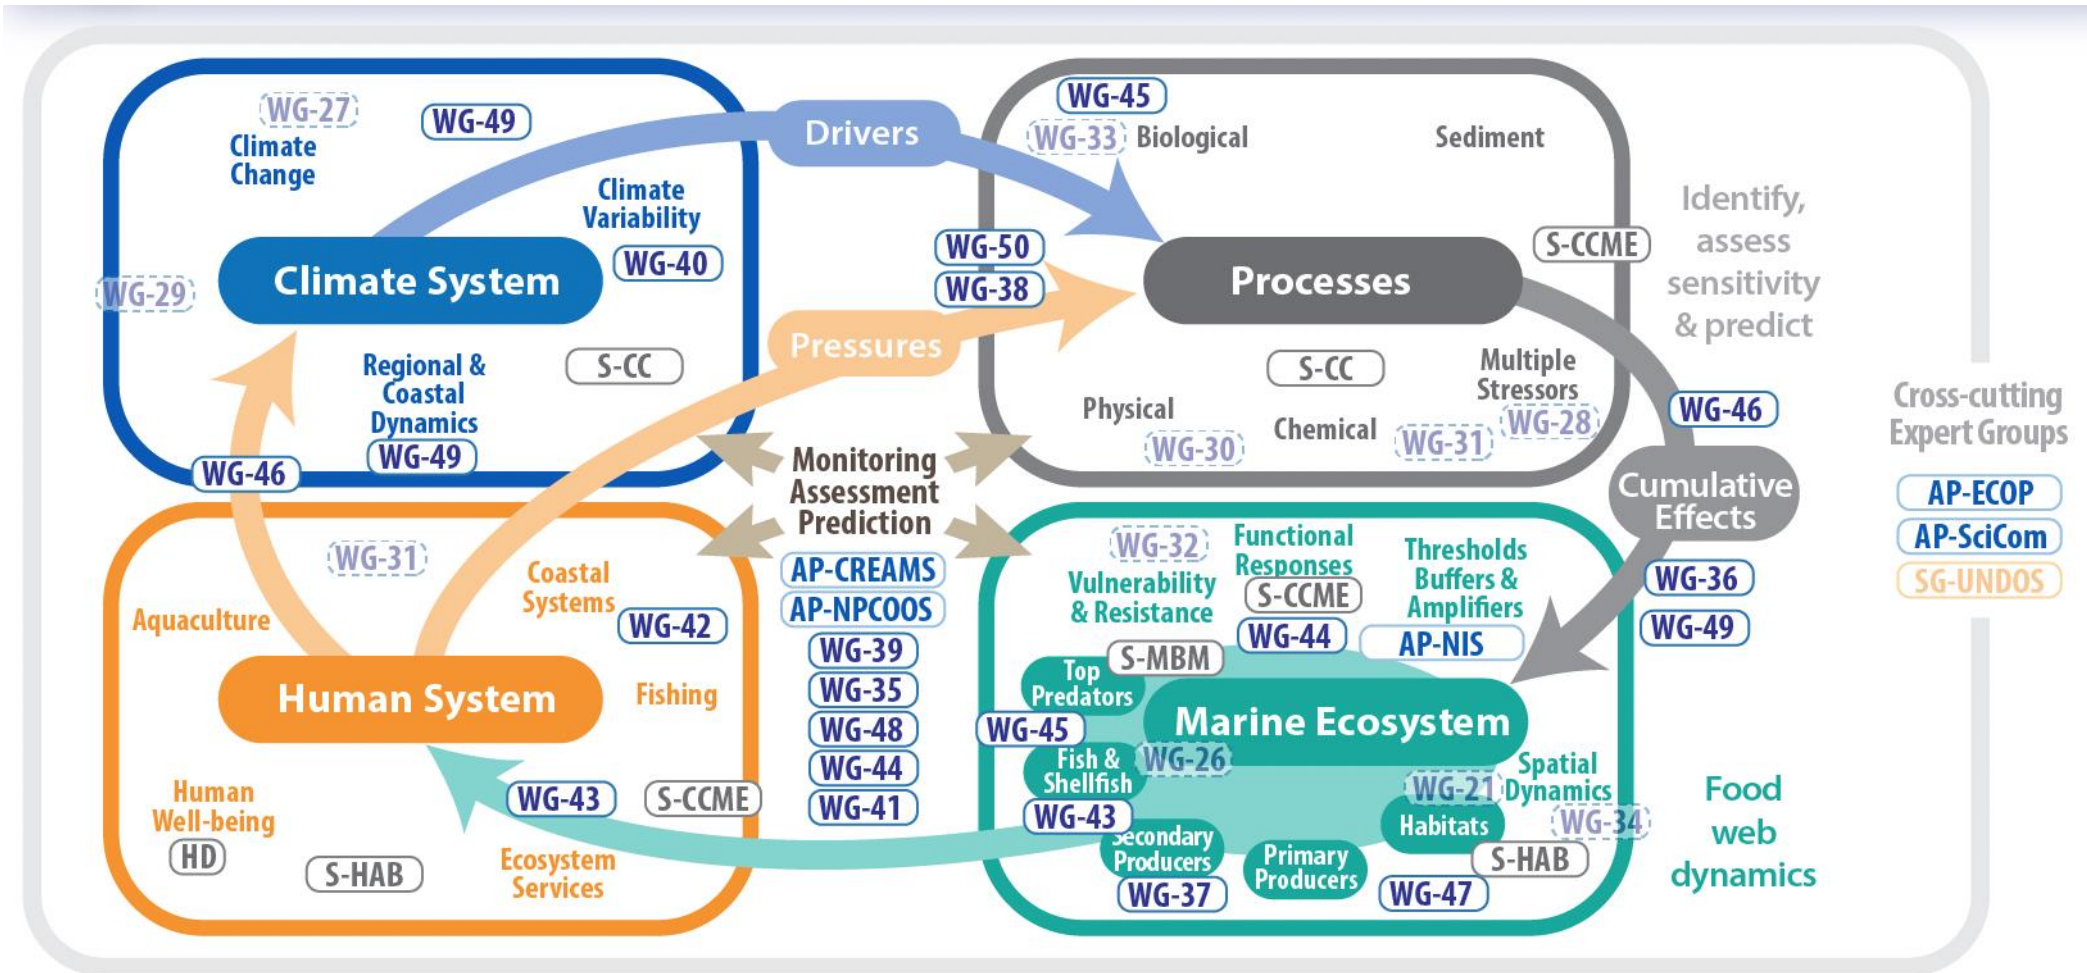 WG-27
WG-49
Climate
Change
Climate
Variability
WG-40
Climate System
WG-29
Regional &
Coastal
Dynamics
WG-49
S-CC
WG-46
Drivers
Pressures
WG-50
WG-38
WG-45
WG-33
Biological
Sediment
S-CCME
Processes
S-CC
Multiple
Stressors
WG-28
Physical
WG-30
Chemical
WG-31
Identify,
assess
sensitivity
& predict
WG-46
Cumulative
Effects
WG-36
WG-49
Cross-cutting
Expert Groups
AP-ECOP
AP-SciCom
SG-UNDOS
Monitoring
Assessment
Prediction
AP-CREAMS
AP-NPCOOS
WG-39
WG-35
WG-48
WG-44
WG-41
WG-31
Aquaculture
Coastal
Systems
WG-42
Human System
Fishing
Human
Well-being
HD
S-HAB
Ecosystem
Services
WG-43
S-CCME
WG-32
Vulnerability
& Resistance
Functional
Responses
S-CCME
WG-44
Thresholds
Buffers &
Amplifiers
AP-NIS
S-MBM
Top
Predators
WG-45
Marine Ecosystem
Fish &
Shellfish
WG-26
WG-43
Secondary
Producers
WG-37
Primary
Producers
WG-21
Spatial
Dynamics
Habitats
WG-34
S-HAB
WG-47
Food
web
dynamics